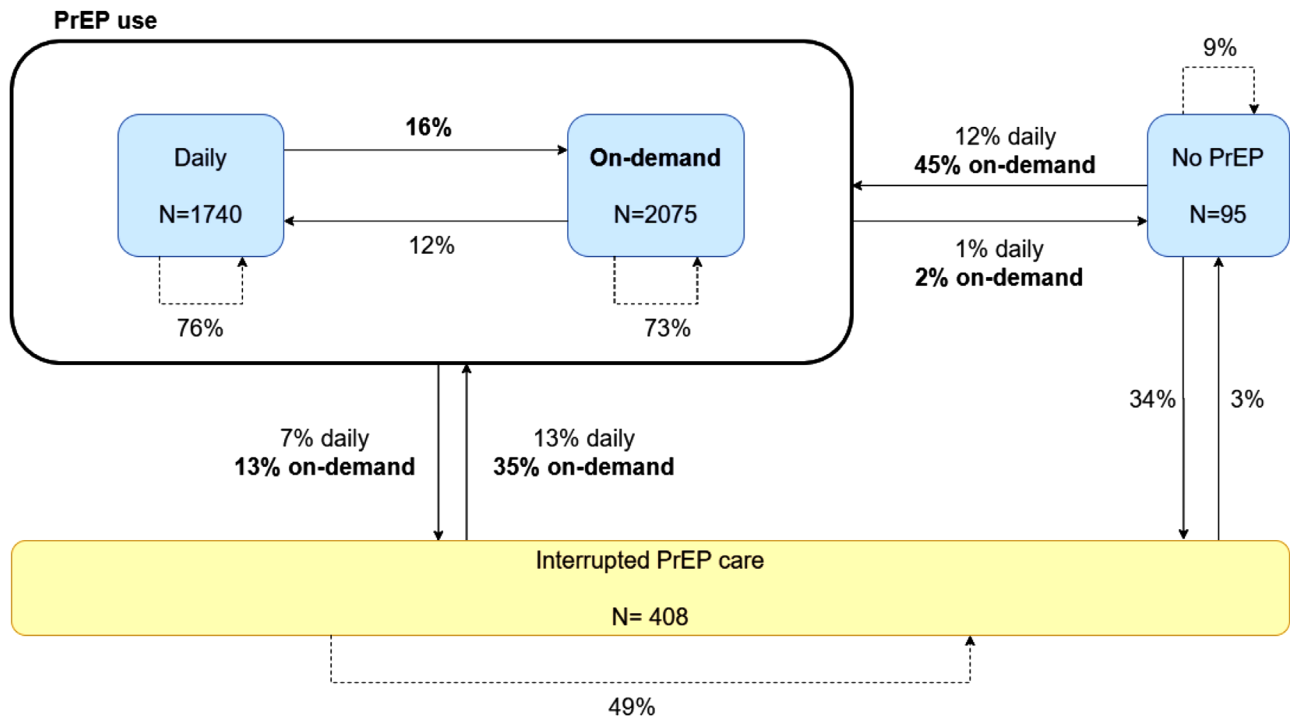 PrEP use
9%
Daily
N=1740
16%
On-demand
N=2075
12%
76%
73%
12% daily
45% on-demand
1% daily
2% on-demand
No PrEP
N=95
7% daily
13% on-demand
13% daily
35% on-demand
34%
3%
Interrupted PrEP care
N= 408
49%